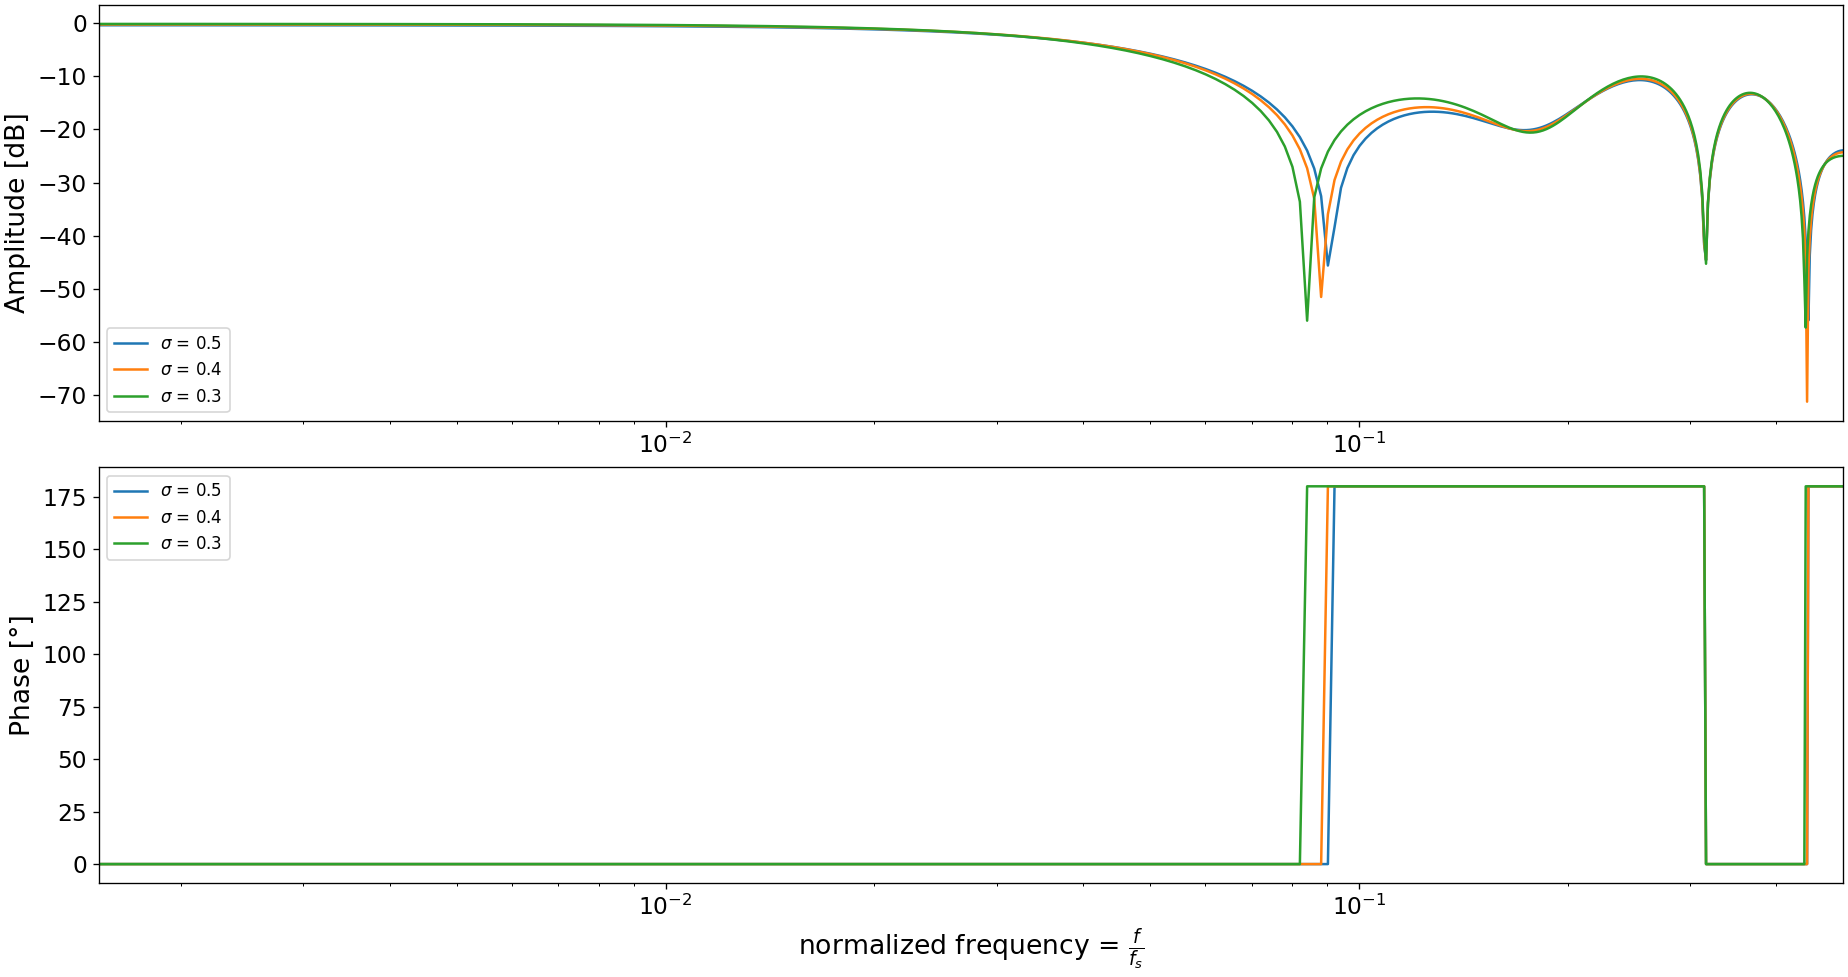 Amplitude [dB]
0
−10
−20
−30
−40
−50
−60
−70
σ = 0.5
σ = 0.4
σ = 0.3
10⁻² 10⁻¹
Phase [°]
175
150
125
100
75
50
25
0
σ = 0.5
σ = 0.4
σ = 0.3
10⁻² 10⁻¹
normalized frequency = f/fₛ